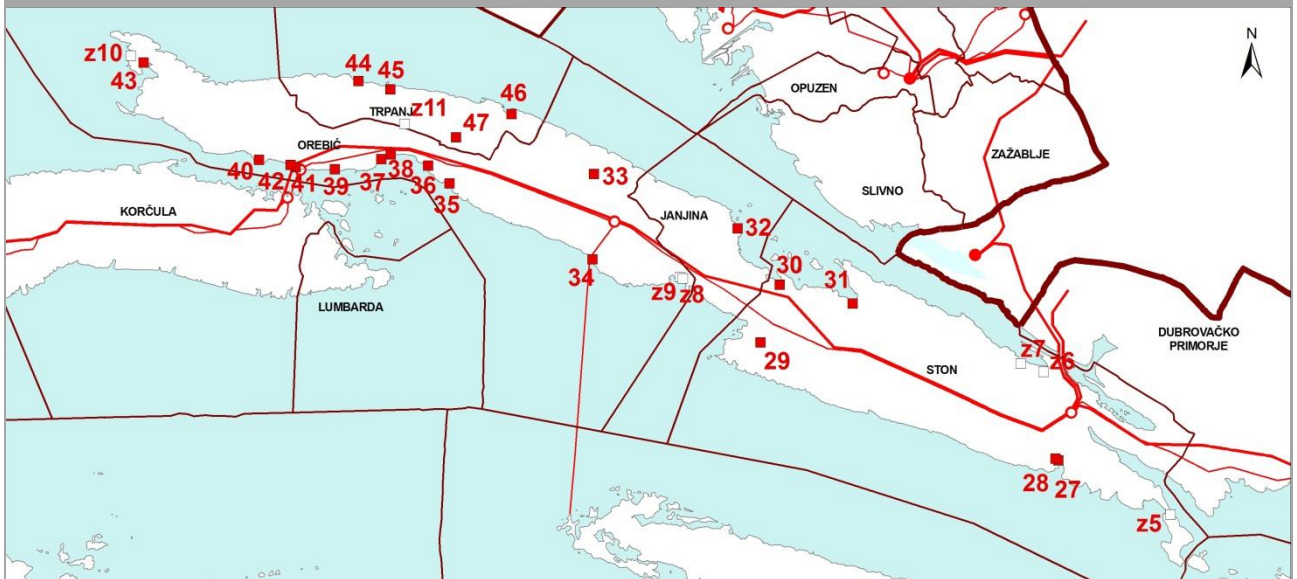 N
z10
43
44
45
46
OPUZEN
TRPANJ
z11
47
ZAŽABLJE
OREBIĆ
40
42
41
39
37
38
36
35
33
SLIVNO
KORČULA
JANJINA
32
34
z9
z8
30
31
LUMBARDA
DUBROVAČKO
PRIMORJE
29
STON
z7
z6
28
27
z5